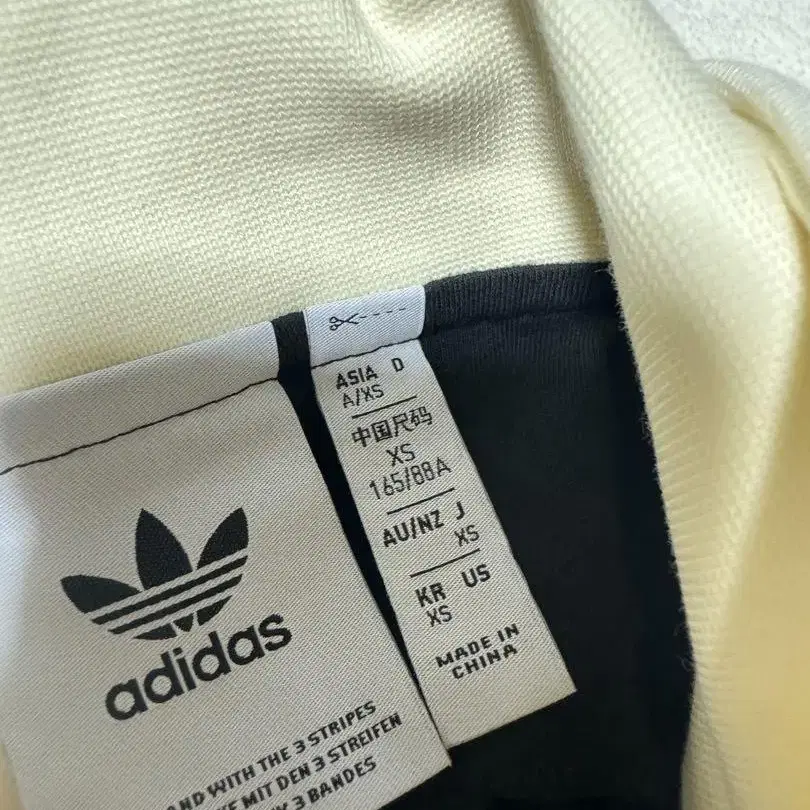 adidas
AND WITH THE 3 STRIPES
MIT DEN 3 STREIFEN
3 BANDES
ASIA D
A/XS
中国尺码
XS
165/88A
AU/NZ J
XS
KR US
XS
MADE IN
CHINA